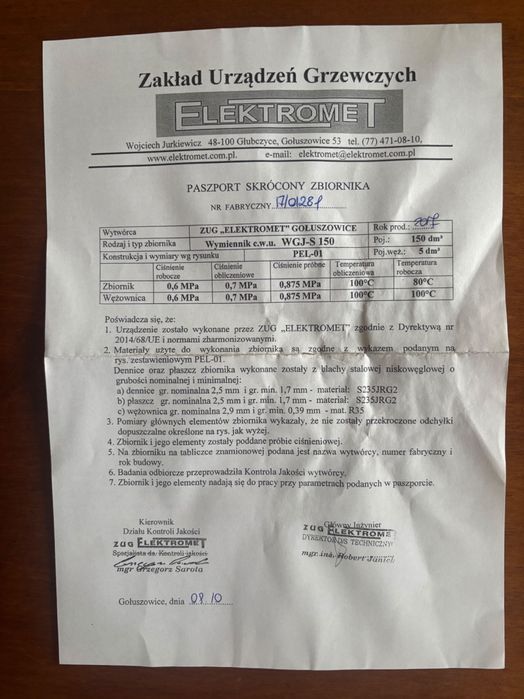 Zakład Urządzeń Grzewczych
ELEKTROMET
Wojciech Jurkiewicz 48-100 Głubczyce, Gołuszowice 53 tel. (77) 471-08-10,
www.elektromet.com.pl. e-mail: elektromet@elektromet.com.pl
PASZPORT SKRÓCONY ZBIORNIKA
NR FABRYCZNY
Wytwórca ZUG „ELEKTROMET" GOŁUSZOWICE Rok prod.: 2017
Rodzaj i typ zbiornika Wymiennik c.w.u. WGJ-S 150 Poj.: 150 dm³
Konstrukcja i wymiary wg rysunku PEL-01 Poj.węż.: 5 dm³
Ciśnienie robocze Ciśnienie obliczeniowe Ciśnienie próbne Temperatura obliczeniowa Temperatura robocza
Zbiornik 0,6 MPa 0,7 MPa 0,875 MPa 100°C 80°C
Wężownica 0,6 MPa 0,7 MPa 0,875 MPa 100°C 100°C
Poświadcza się, że:
1. Urządzenie zostało wykonane przez ZUG „ELEKTROMET" zgodnie z Dyrektywą nr
2014/68/UE i normami zharmonizowanymi.
2. Materiały użyte do wykonania zbiornika są zgodne z wykazem podanym na
rys. zestawieniowym PEL-01.
Dennice oraz płaszcz zbiornika wykonane zostały z blachy stalowej niskowęglowej o
grubości nominalnej i minimalnej:
a) dennice gr. nominalna 2,5 mm i gr. min. 1,7 mm - materiał: S235JRG2
b) płaszcz gr. nominalna 2,5 mm i gr. min. 1,7 mm - materiał: S235JRG2
c) wężownica gr. nominalna 2,9 mm i gr. min. 0,39 mm - mat. R35
3. Pomiary głównych elementów zbiornika wykazały, że nie zostały przekroczone odchyłki
dopuszczalne określone na rys. jak wyżej.
4. Zbiornik i jego elementy zostały poddane próbie ciśnieniowej.
5. Na zbiorniku na tabliczce znamionowej podana jest nazwa wytwórcy, numer fabryczny i
rok budowy.
6. Badania odbiorcze przeprowadziła Kontrola Jakości wytwórcy.
7. Zbiornik i jego elementy nadają się do pracy przy parametrach podanych w paszporcie.
Kierownik
Działu Kontroli Jakości
ZUG ELEKTROMET
Specjalista ds. Kontroli jakości
mgr Grzegorz Sarota
Główny Inżynier
ZUG ELEKTROMET
DYREKTOR DS TECHNICZNYCH
mgr.inż. Robert Janiel
Gołuszowice, dnia 09.10